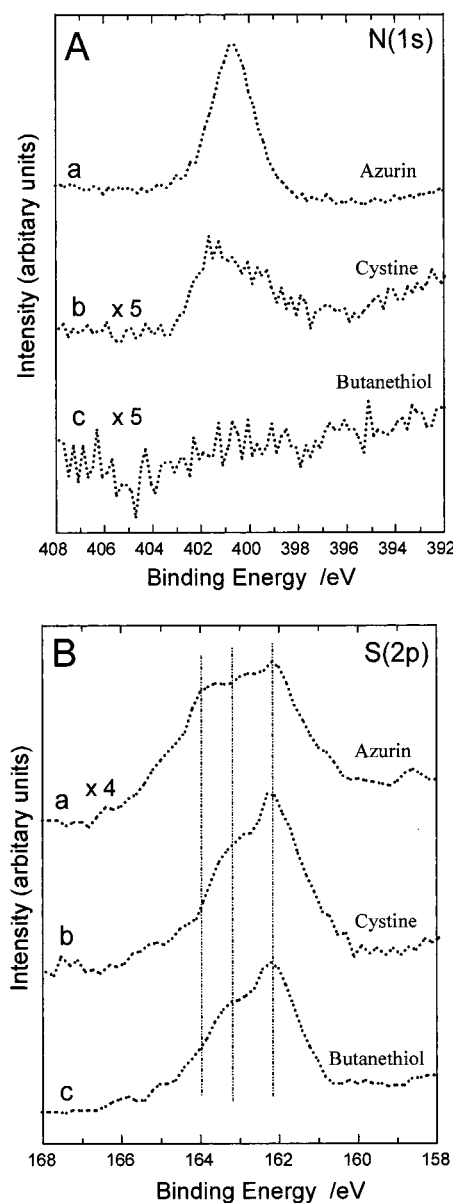 A
N(1s)
a
Azurin
Cystine
b x 5
Butanethiol
c x 5
Intensity (arbitary units)
408 406 404 402 400 398 396 394 392
Binding Energy /eV
B
S(2p)
Azurin
a x 4
Cystine
b
Butanethiol
c
Intensity (arbitary units)
168 166 164 162 160 158
Binding Energy /eV